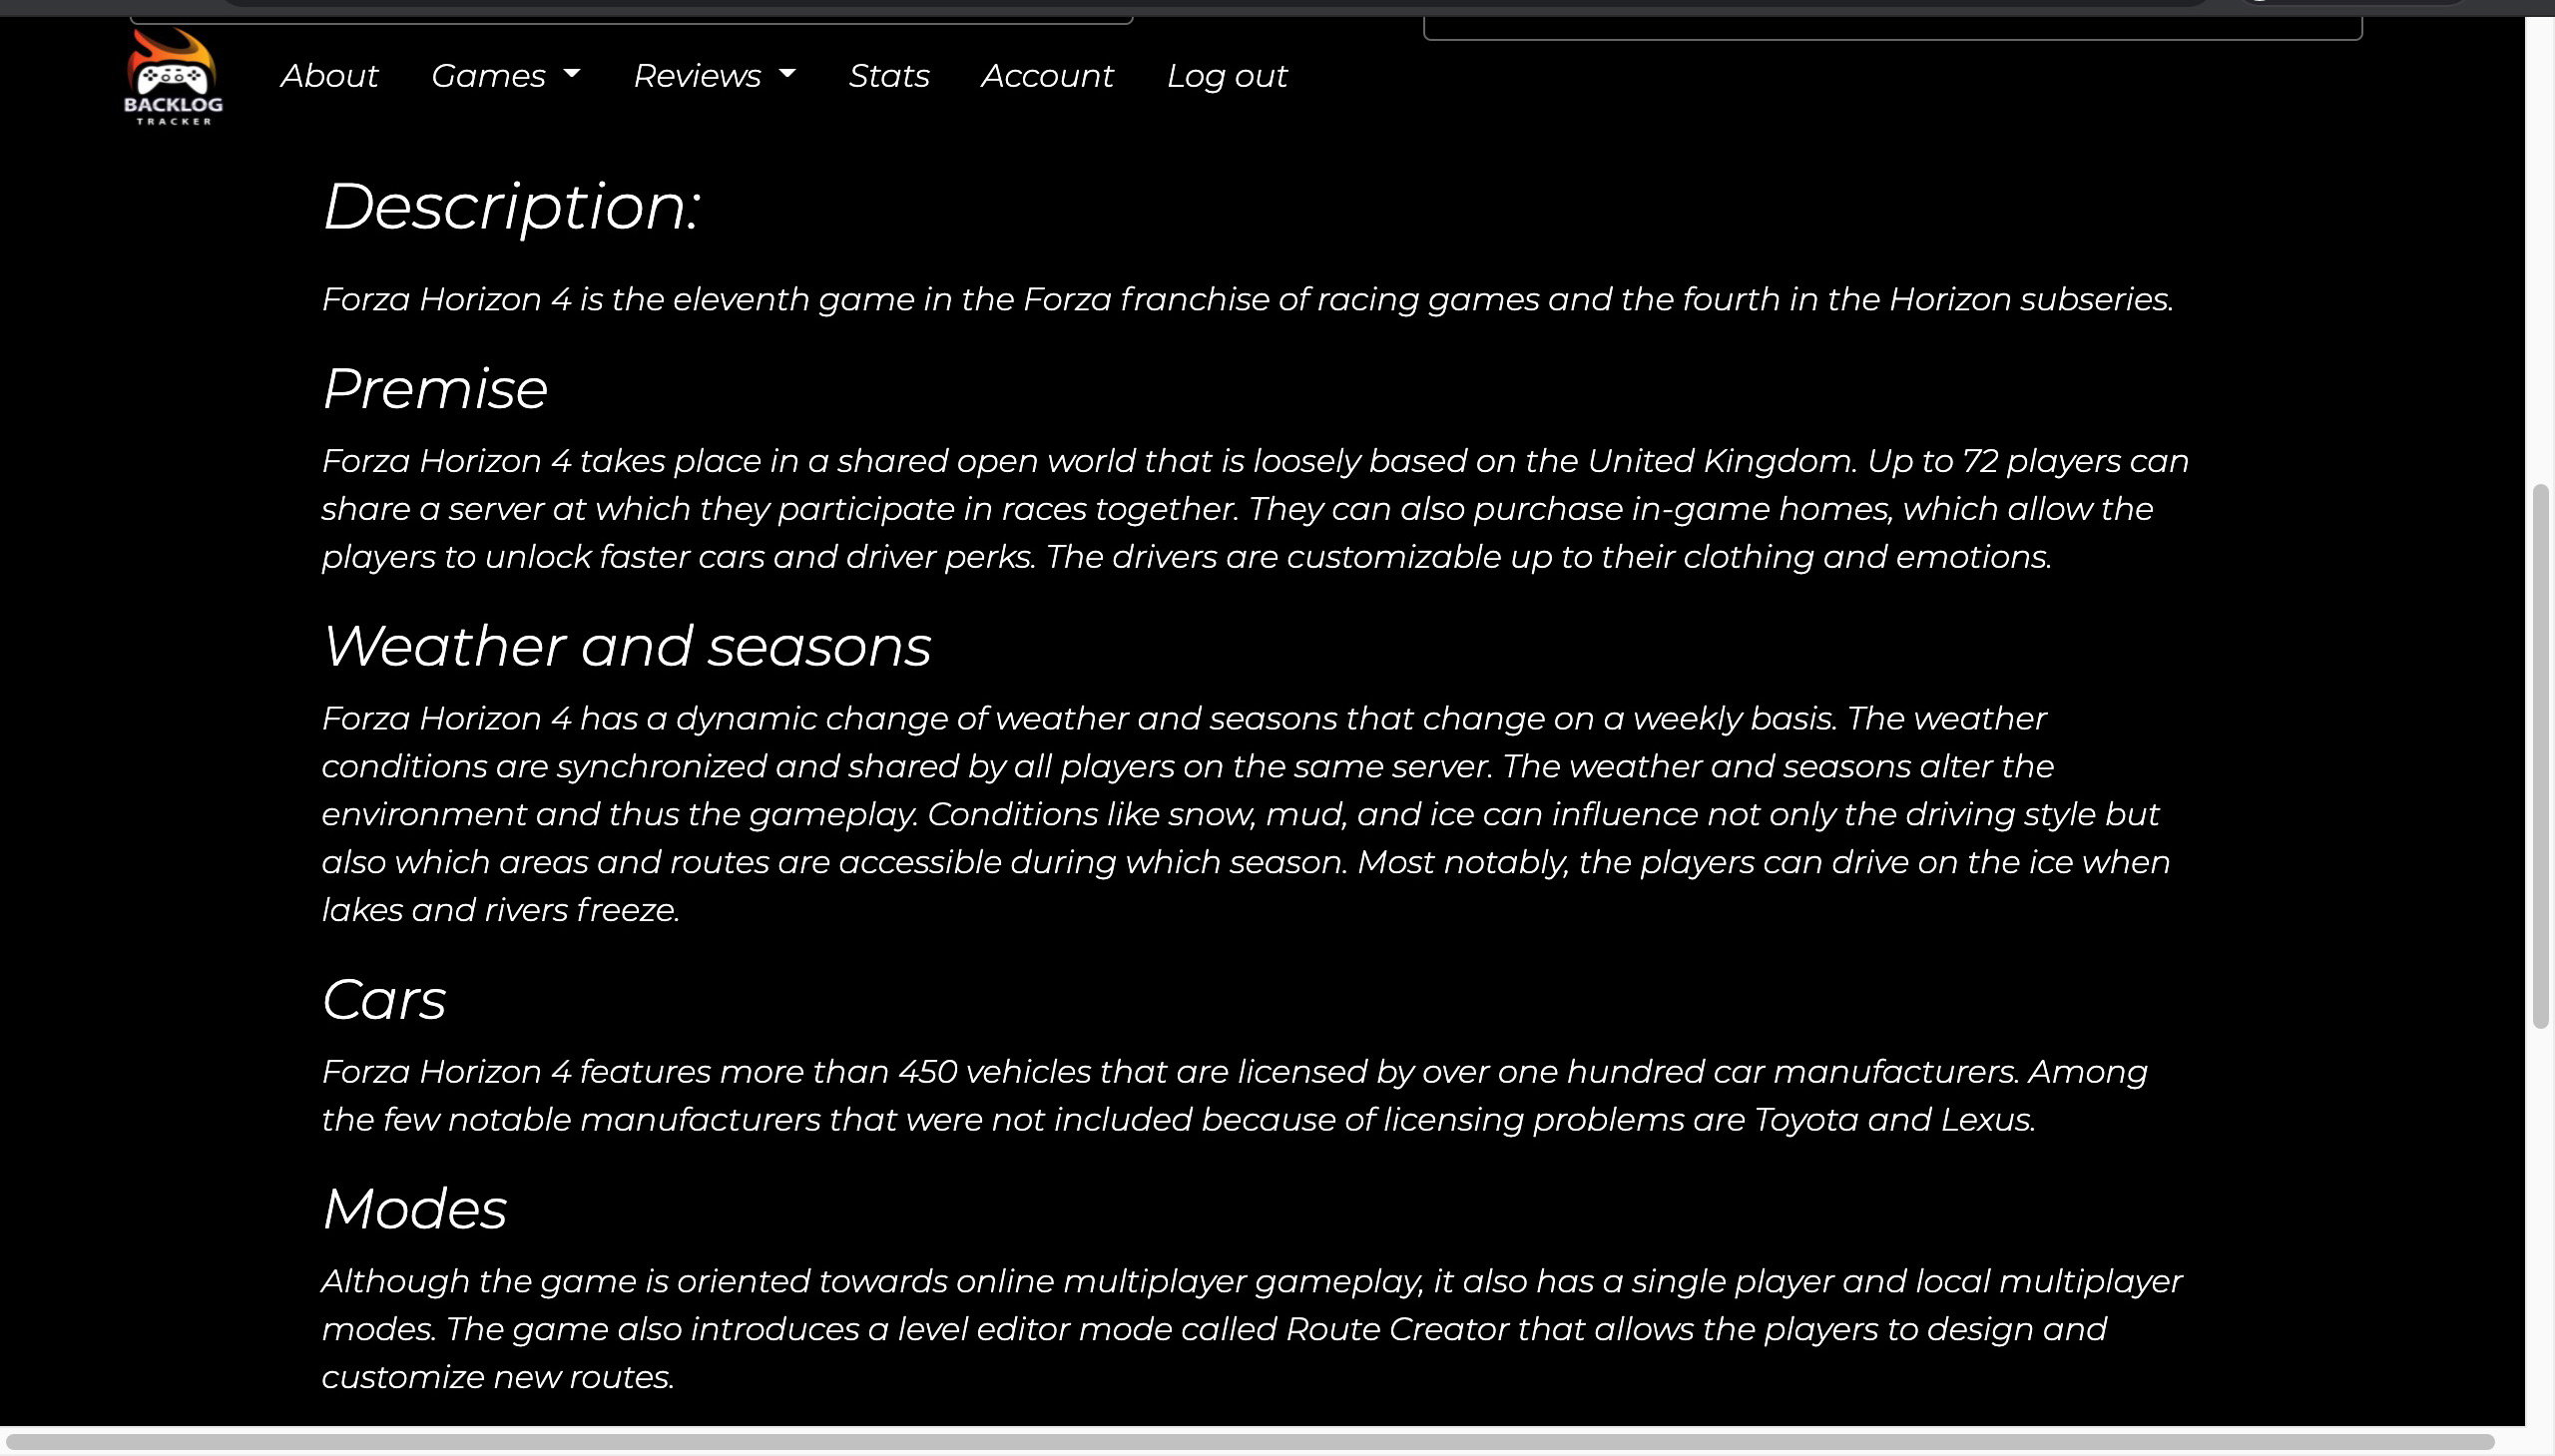 BACKLOG
TRACKER
About Games Reviews Stats Account Log out
Description:
Forza Horizon 4 is the eleventh game in the Forza franchise of racing games and the fourth in the Horizon subseries.
Premise
Forza Horizon 4 takes place in a shared open world that is loosely based on the United Kingdom. Up to 72 players can
share a server at which they participate in races together. They can also purchase in-game homes, which allow the
players to unlock faster cars and driver perks. The drivers are customizable up to their clothing and emotions.
Weather and seasons
Forza Horizon 4 has a dynamic change of weather and seasons that change on a weekly basis. The weather
conditions are synchronized and shared by all players on the same server. The weather and seasons alter the
environment and thus the gameplay. Conditions like snow, mud, and ice can influence not only the driving style but
also which areas and routes are accessible during which season. Most notably, the players can drive on the ice when
lakes and rivers freeze.
Cars
Forza Horizon 4 features more than 450 vehicles that are licensed by over one hundred car manufacturers. Among
the few notable manufacturers that were not included because of licensing problems are Toyota and Lexus.
Modes
Although the game is oriented towards online multiplayer gameplay, it also has a single player and local multiplayer
modes. The game also introduces a level editor mode called Route Creator that allows the players to design and
customize new routes.